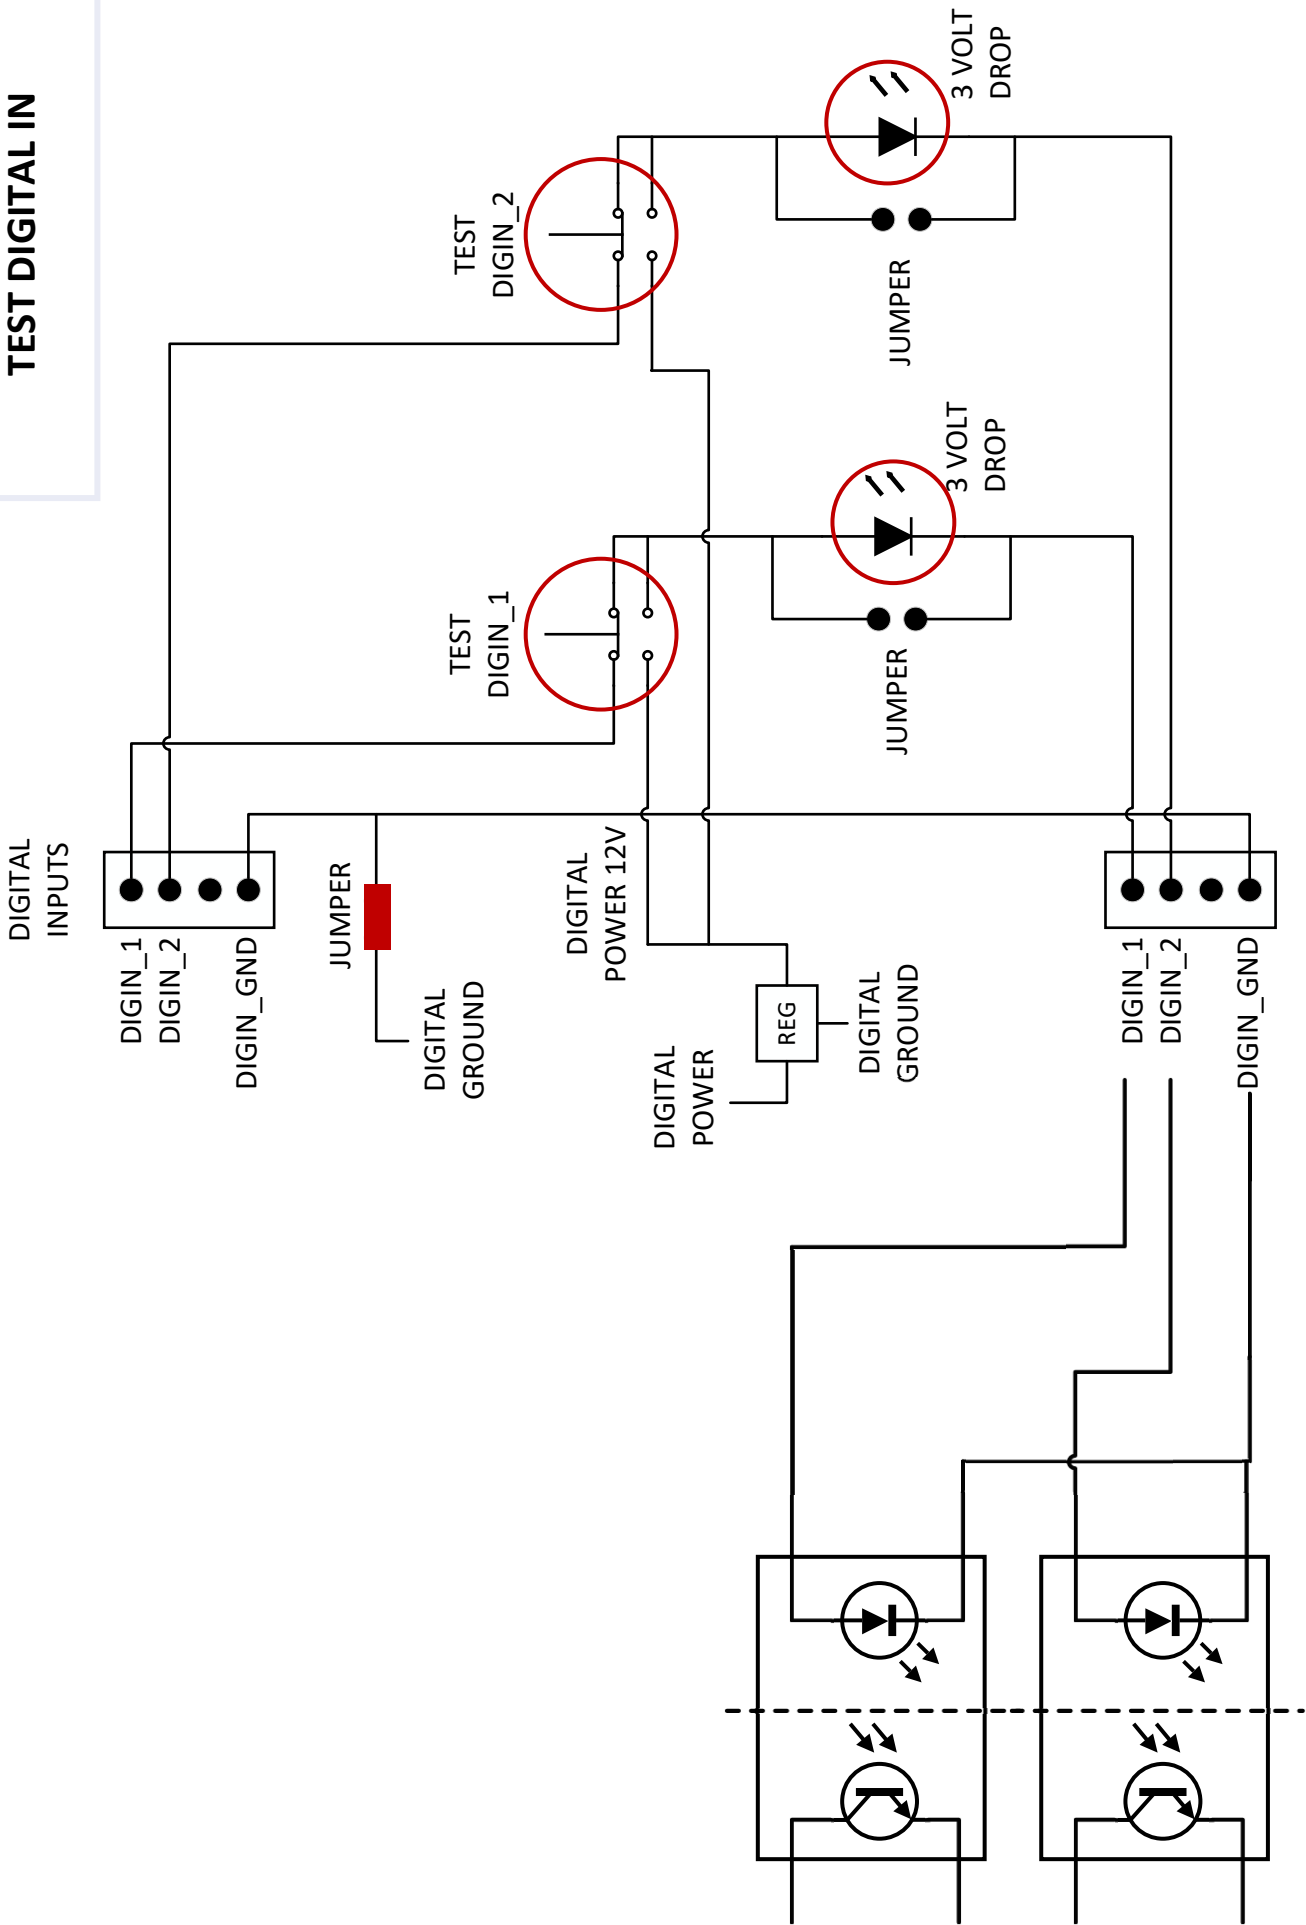 TEST DIGITAL IN
DIGITAL
INPUTS
DIGIN_1
DIGIN_2
DIGIN_GND
JUMPER
DIGITAL
GROUND
TEST
DIGIN_1
TEST
DIGIN_2
DIGITAL
POWER 12V
DIGITAL
POWER
REG
DIGITAL
GROUND
JUMPER
3 VOLT
DROP
JUMPER
3 VOLT
DROP
DIGIN_1
DIGIN_2
DIGIN_GND